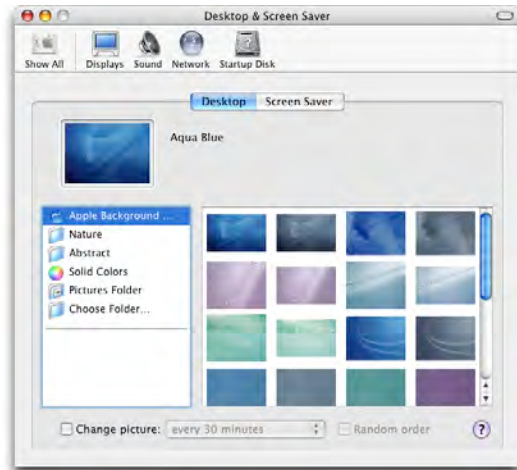 Desktop & Screen Saver
Show All Displays Sound Network Startup Disk
Desktop Screen Saver
Aqua Blue
Apple Background ...
Nature
Abstract
Solid Colors
Pictures Folder
Choose Folder...
Change picture: every 30 minutes Random order ?